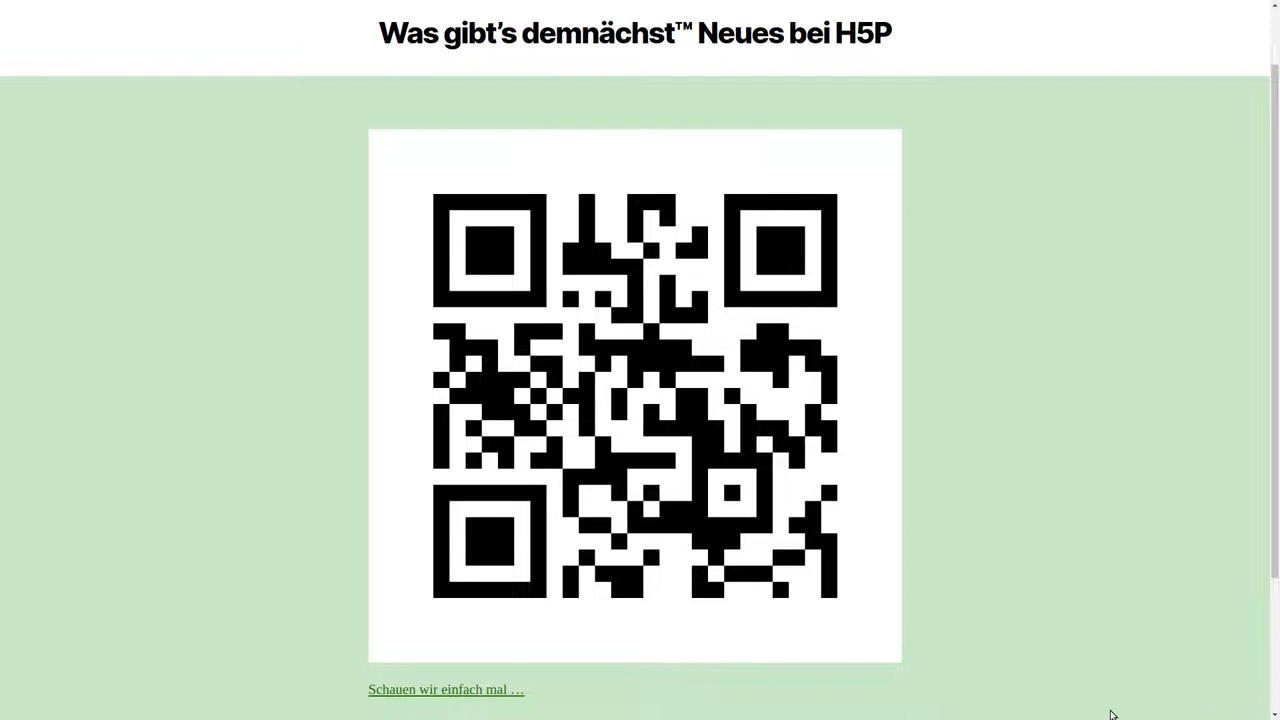 Was gibt’s demnächst™ Neues bei H5P
Schauen wir einfach mal …